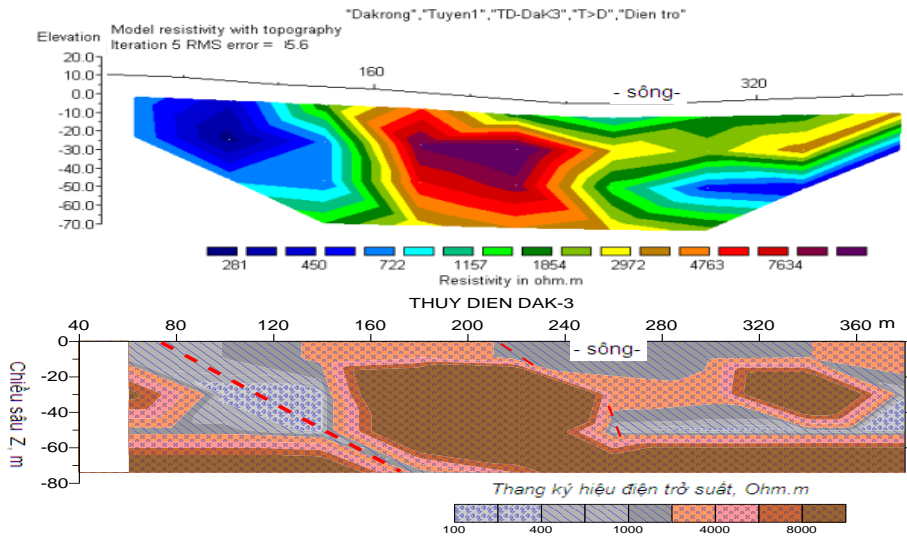 "Dakrong","Tuyen1","TD-DaK3","T>D","Dien tro"
Model resistivity with topography
Elevation
Iteration 5 RMS error = 15.6
20.0
10.0
0.0
-10.0
-20.0
-30.0
-40.0
-50.0
-60.0
-70.0
160
- sông-
320
281 450 722 1157 1854 2972 4763 7634
Resistivity in ohm.m
THUY DIEN DAK-3
40 80 120 160 200 240 280 320 360 m
- sông-
0
-20
-40
-60
-80
Chiều sâu Z, m
Thang ký hiệu điện trở suất, Ohm.m
100 400 1000 4000 8000